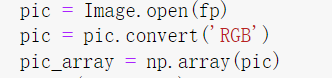 pic = Image.open(fp)
pic = pic.convert('RGB')
pic_array = np.array(pic)